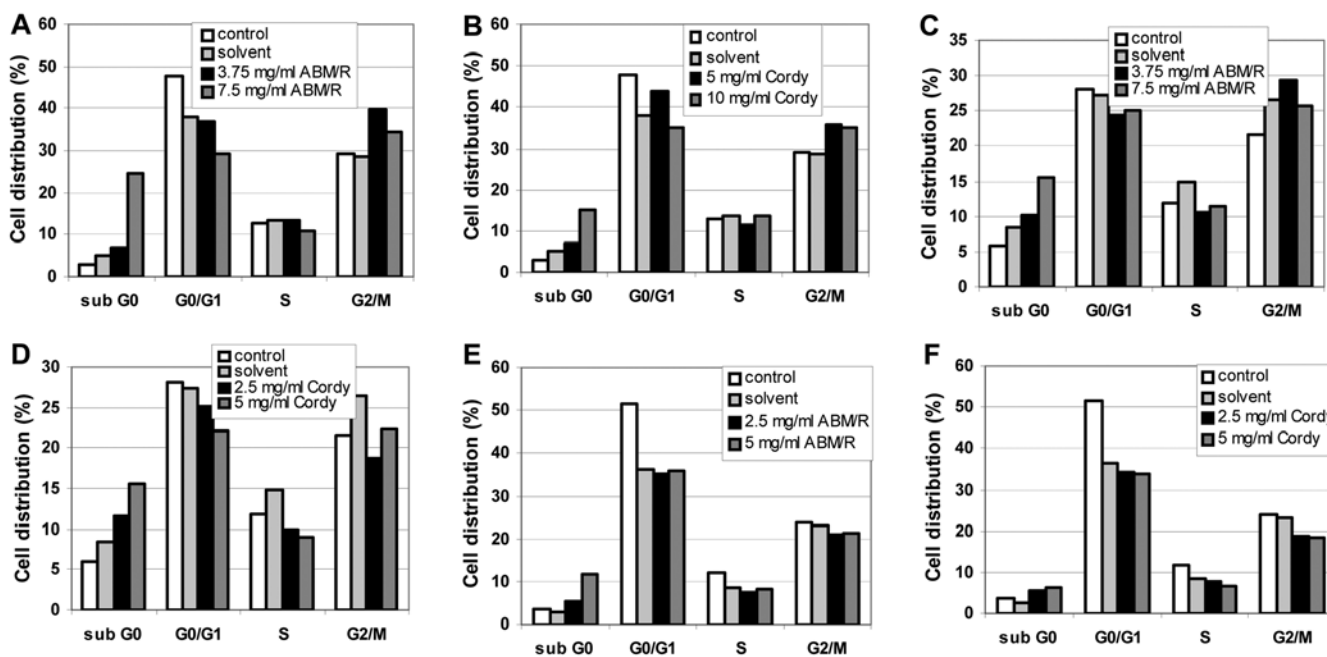 A
Cell distribution (%)
60
50
40
30
20
10
0
control
solvent
3.75 mg/ml ABM/R
7.5 mg/ml ABM/R
sub G0 G0/G1 S G2/M
B
Cell distribution (%)
60
50
40
30
20
10
0
control
solvent
5 mg/ml Cordy
10 mg/ml Cordy
sub G0 G0/G1 S G2/M
C
Cell distribution (%)
35
30
25
20
15
10
5
0
control
solvent
3.75 mg/ml ABM/R
7.5 mg/ml ABM/R
sub G0 G0/G1 S G2/M
D
Cell distribution (%)
30
25
20
15
10
5
0
control
solvent
2.5 mg/ml Cordy
5 mg/ml Cordy
sub G0 G0/G1 S G2/M
E
Cell distribution (%)
60
50
40
30
20
10
0
control
solvent
2.5 mg/ml ABM/R
5 mg/ml ABM/R
sub G0 G0/G1 S G2/M
F
Cell distribution (%)
60
50
40
30
20
10
0
control
solvent
2.5 mg/ml Cordy
5 mg/ml Cordy
sub G0 G0/G1 S G2/M